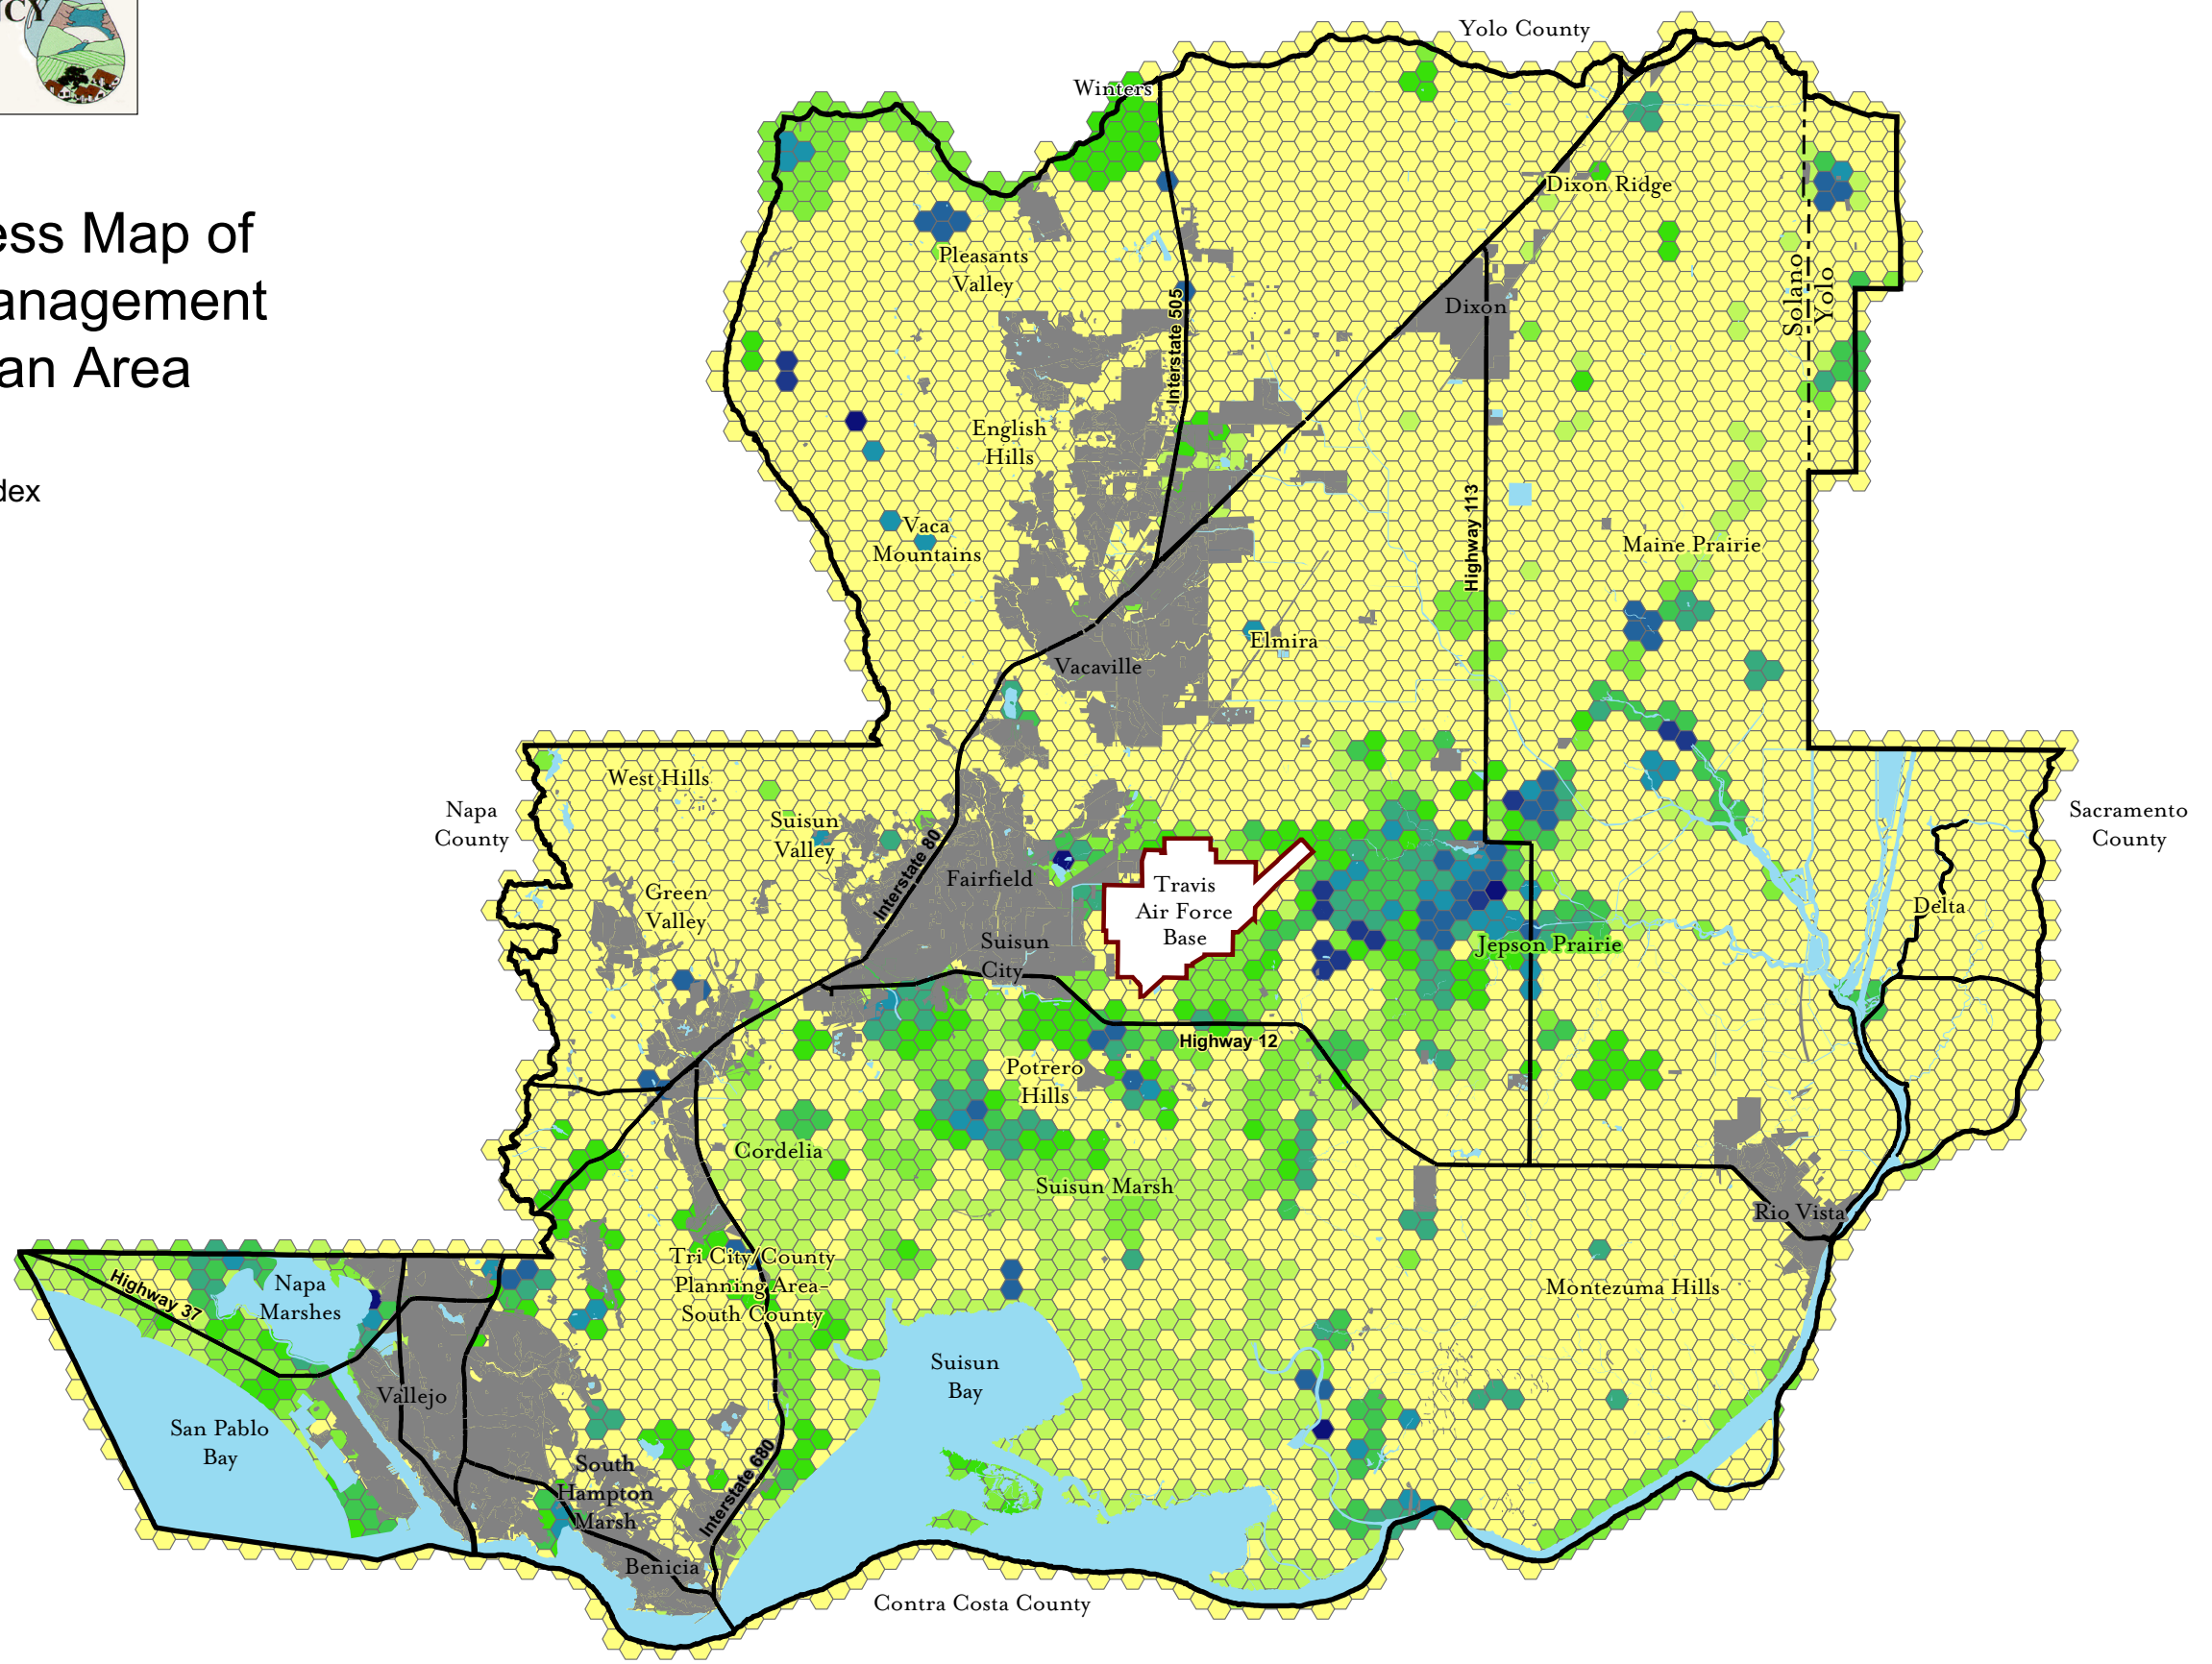 Yolo County
Winters
ess Map of
anagement
an Area
dex
Dixon Ridge
Pleasants
Valley
Solano
Yolo
Interstate 505
Dixon
English
Hills
Highway 113
Vaca
Mountains
Maine Prairie
Elmira
Vacaville
West Hills
Napa
County
Suisun
Valley
Sacramento
County
Interstate 80
Fairfield
Green
Valley
Travis
Air Force
Base
Delta
Suisun
City
Jepson Prairie
Highway 12
Potrero
Hills
Cordelia
Suisun Marsh
Rio Vista
Tri City/County
Planning Area-
South County
Highway 37
Napa
Marshes
Montezuma Hills
Suisun
Bay
Vallejo
San Pablo
Bay
South
Hampton
Marsh
Interstate 680
Benicia
Contra Costa County